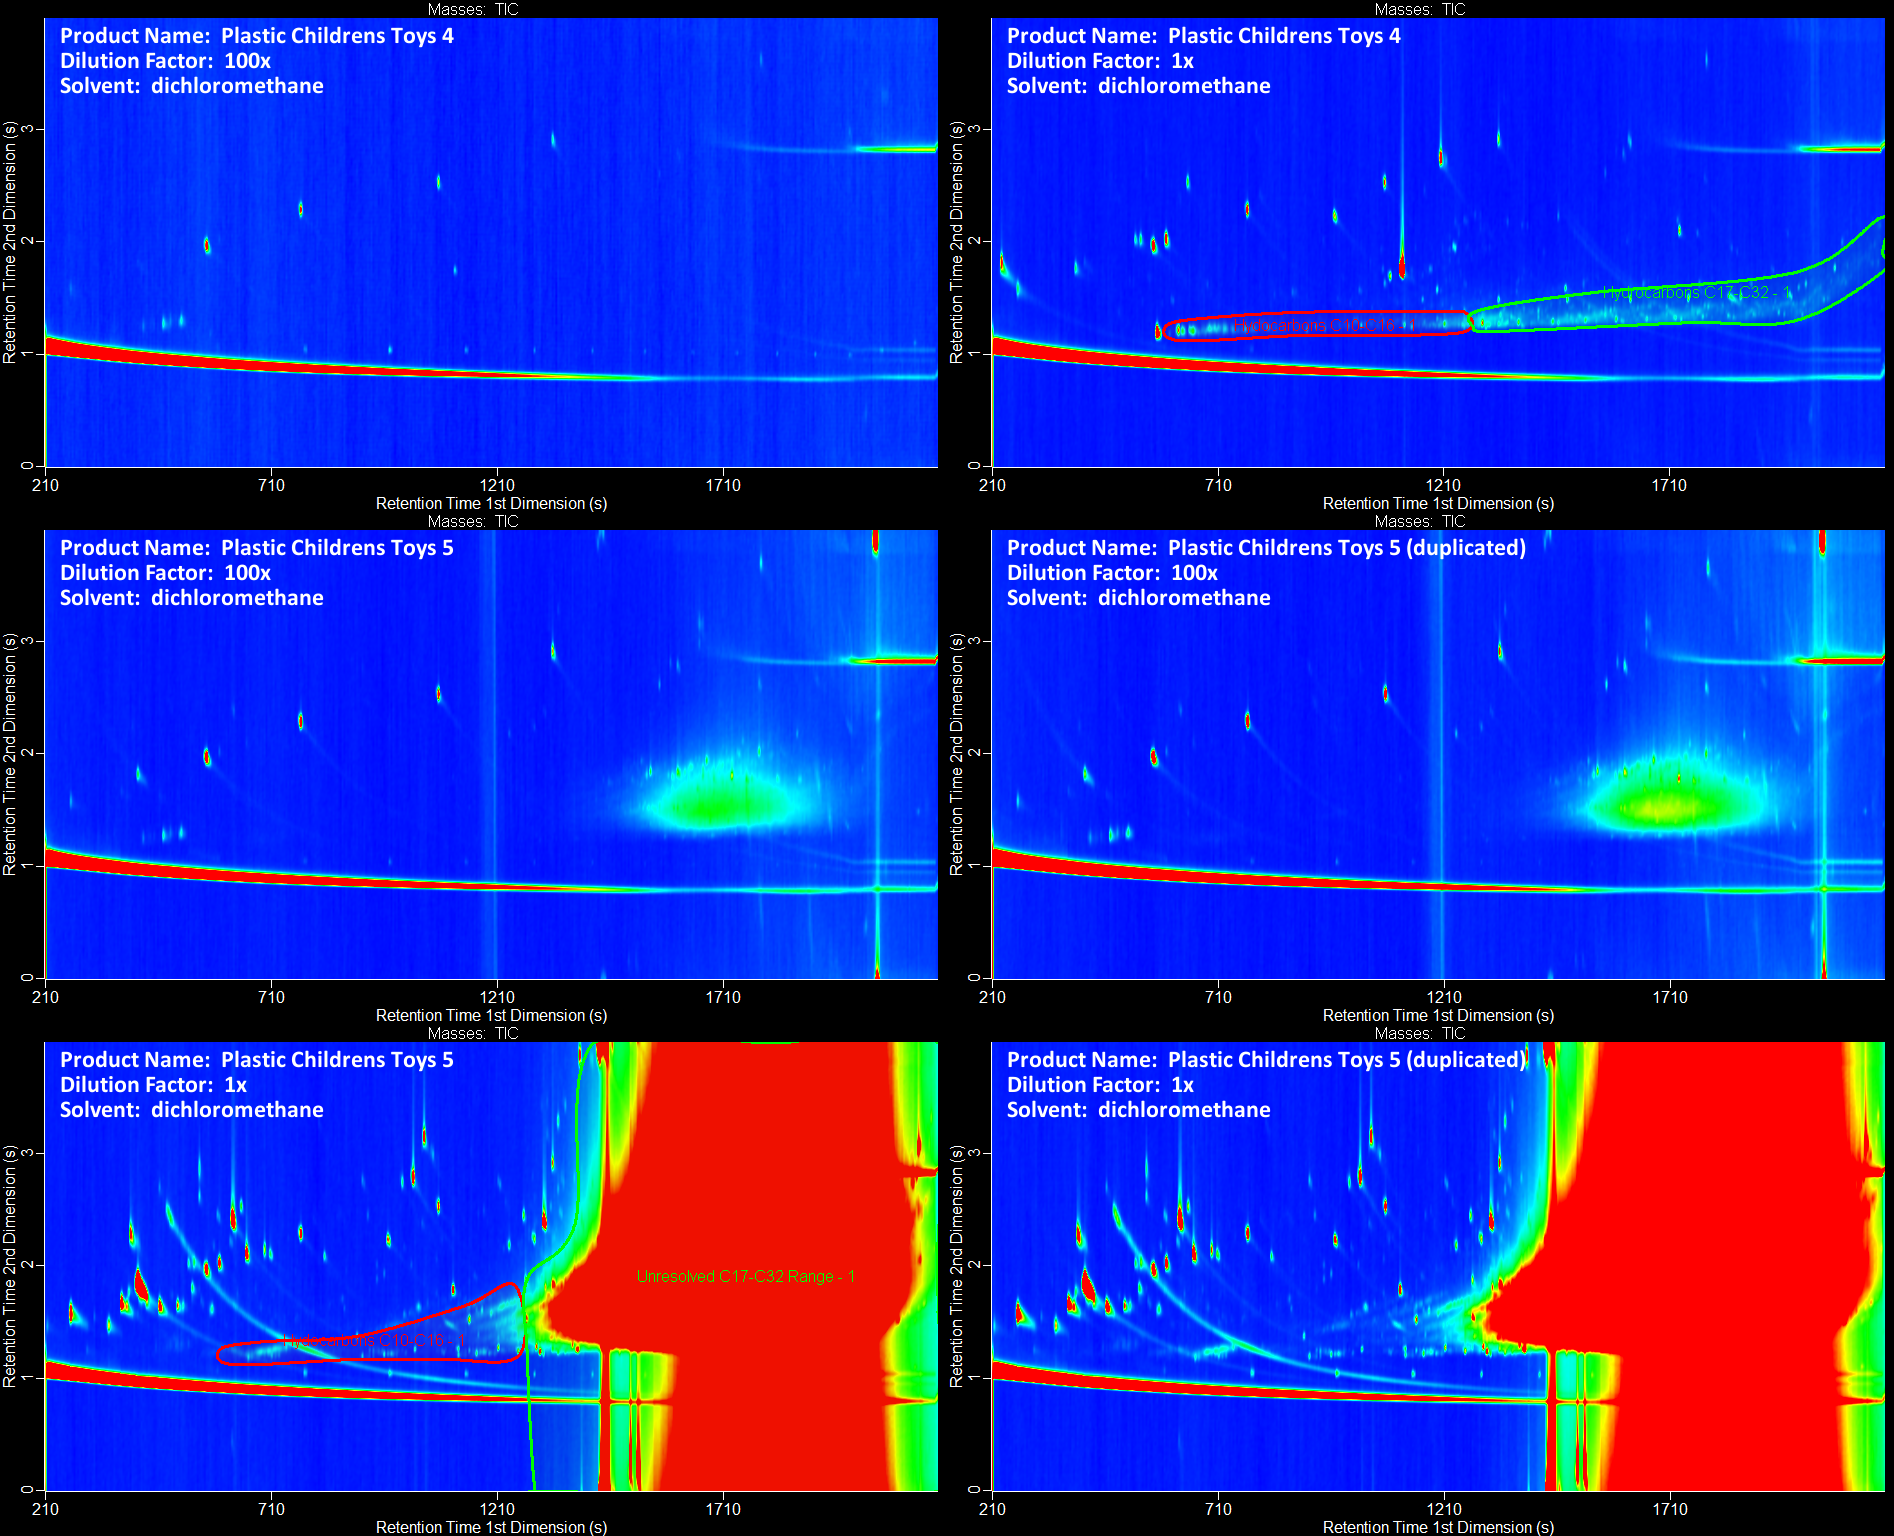 Masses: TIC
Product Name: Plastic Childrens Toys 4
Dilution Factor: 100x
Solvent: dichloromethane
Retention Time 2nd Dimension (s)
3
2
1
0
210
710
1210
1710
Retention Time 1st Dimension (s)
Masses: TIC
Product Name: Plastic Childrens Toys 4
Dilution Factor: 1x
Solvent: dichloromethane
Retention Time 2nd Dimension (s)
3
2
1
0
Hydrocarbons C17-C32 - 1
210
710
1210
1710
Retention Time 1st Dimension (s)
Masses: TIC
Product Name: Plastic Childrens Toys 5
Dilution Factor: 100x
Solvent: dichloromethane
Retention Time 2nd Dimension (s)
3
2
1
0
210
710
1210
1710
Retention Time 1st Dimension (s)
Masses: TIC
Product Name: Plastic Childrens Toys 5 (duplicated)
Dilution Factor: 100x
Solvent: dichloromethane
Retention Time 2nd Dimension (s)
3
2
1
0
210
710
1210
1710
Retention Time 1st Dimension (s)
Masses: TIC
Product Name: Plastic Childrens Toys 5
Dilution Factor: 1x
Solvent: dichloromethane
Retention Time 2nd Dimension (s)
3
2
1
0
Unresolved C17-C32 Range - 1
210
710
1210
1710
Retention Time 1st Dimension (s)
Masses: TIC
Product Name: Plastic Childrens Toys 5 (duplicated)
Dilution Factor: 1x
Solvent: dichloromethane
Retention Time 2nd Dimension (s)
3
2
1
0
210
710
1210
1710
Retention Time 1st Dimension (s)